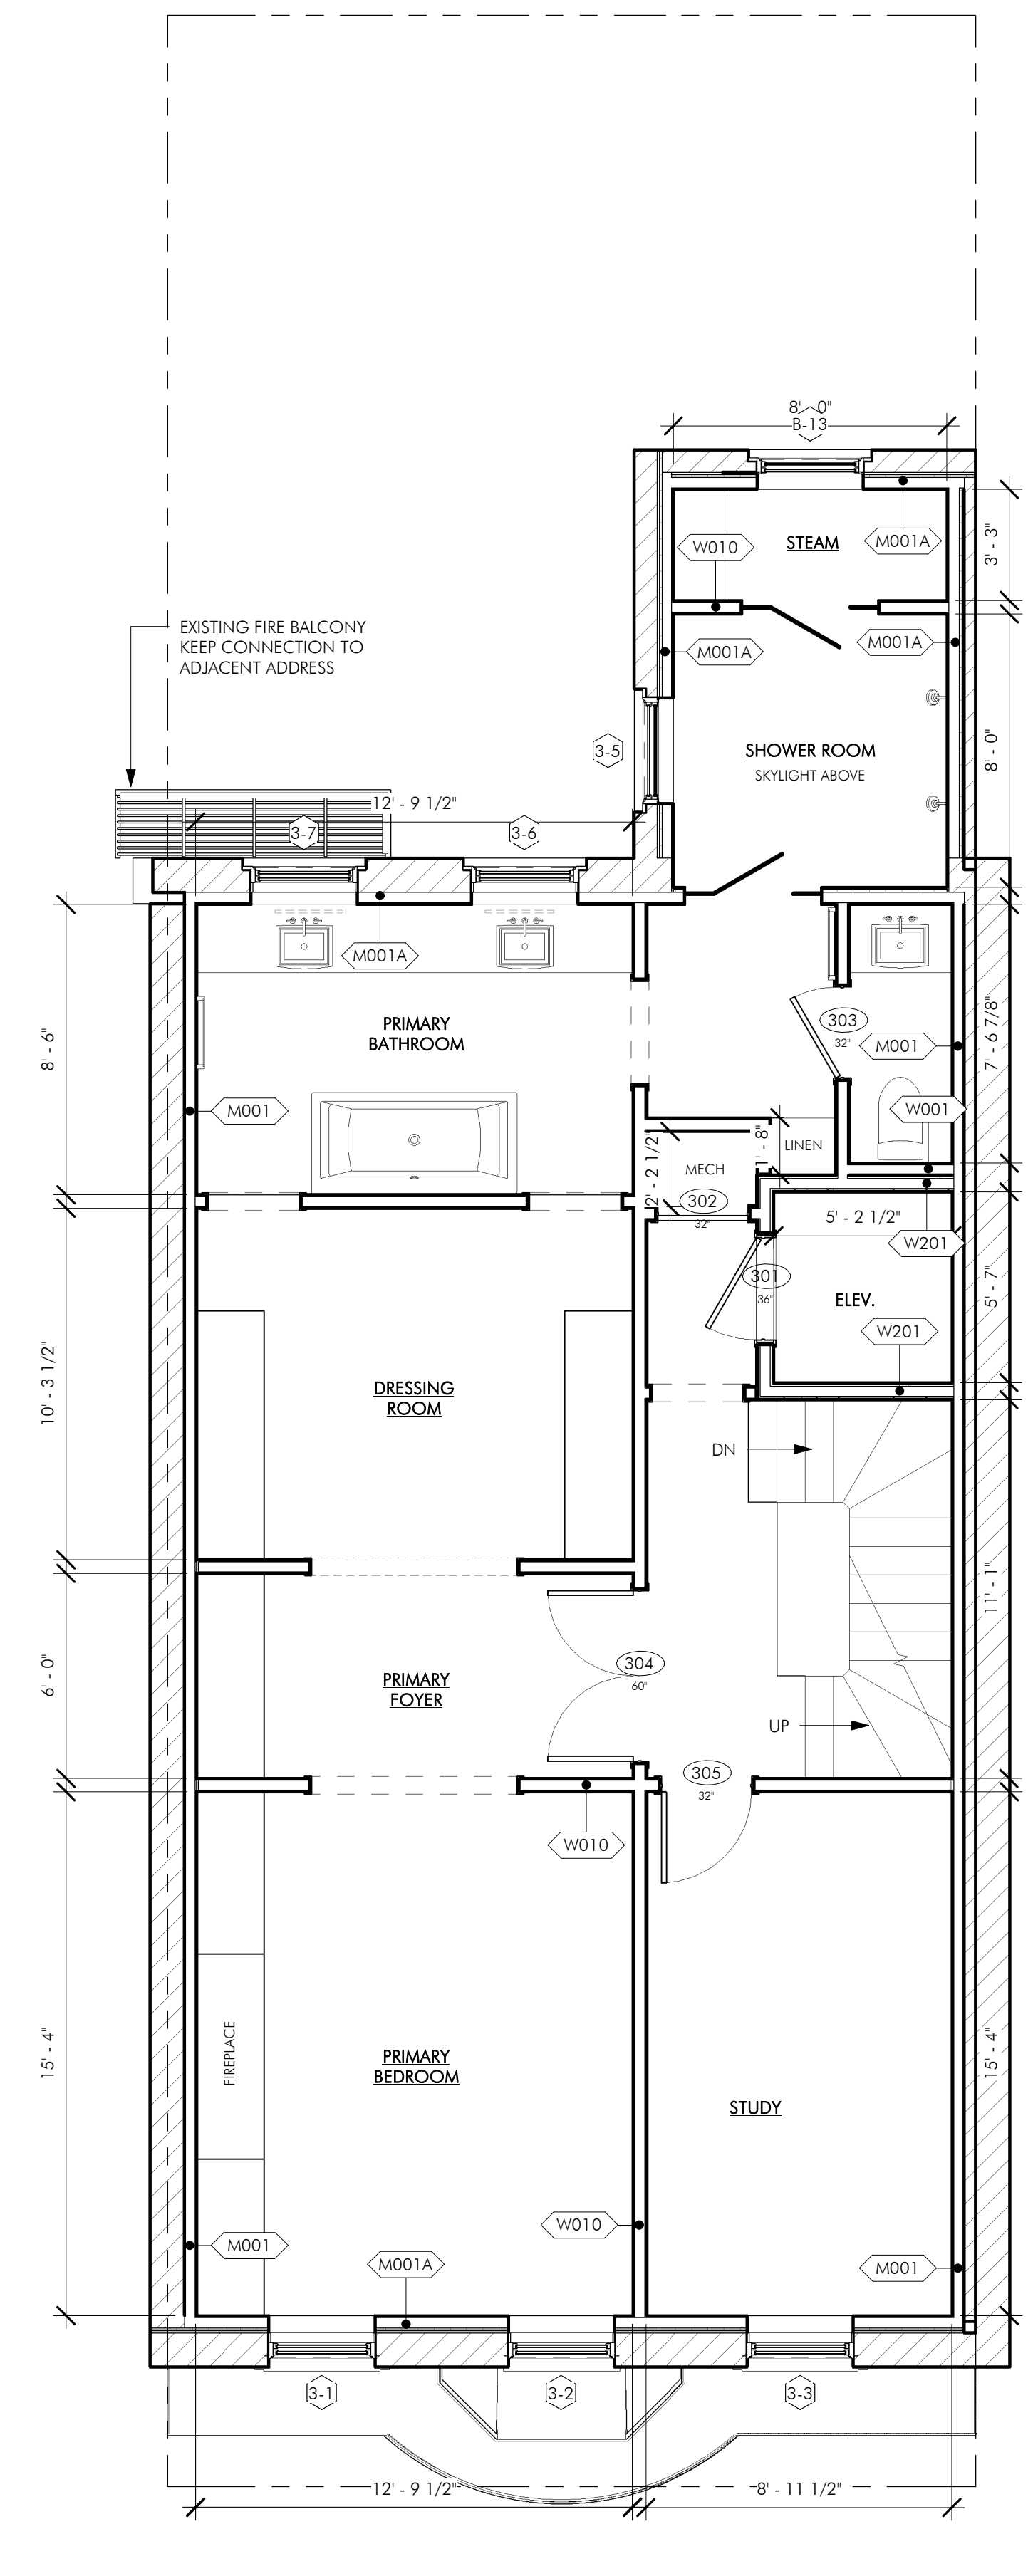 8' - 0"
B-13
W010
STEAM
M001A
3' - 3"
EXISTING FIRE BALCONY
KEEP CONNECTION TO
ADJACENT ADDRESS
M001A
M001A
3-5
SHOWER ROOM
SKYLIGHT ABOVE
8' - 0"
12' - 9 1/2"
3-7
3-6
M001A
8' - 6"
PRIMARY
BATHROOM
303
32"
M001
7' - 6 7/8"
M001
W001
2' - 2 1/2"
MECH
1' - 8"
LINEN
302
32"
5' - 2 1/2"
W201
301
36"
ELEV.
5' - 7"
W201
10' - 3 1/2"
DRESSING
ROOM
DN
11' - 1"
6' - 0"
PRIMARY
FOYER
304
60"
UP
305
32"
W010
15' - 4"
FIREPLACE
PRIMARY
BEDROOM
STUDY
15' - 4"
W010
M001
M001A
M001
3-1
3-2
3-3
12' - 9 1/2"
8' - 11 1/2"